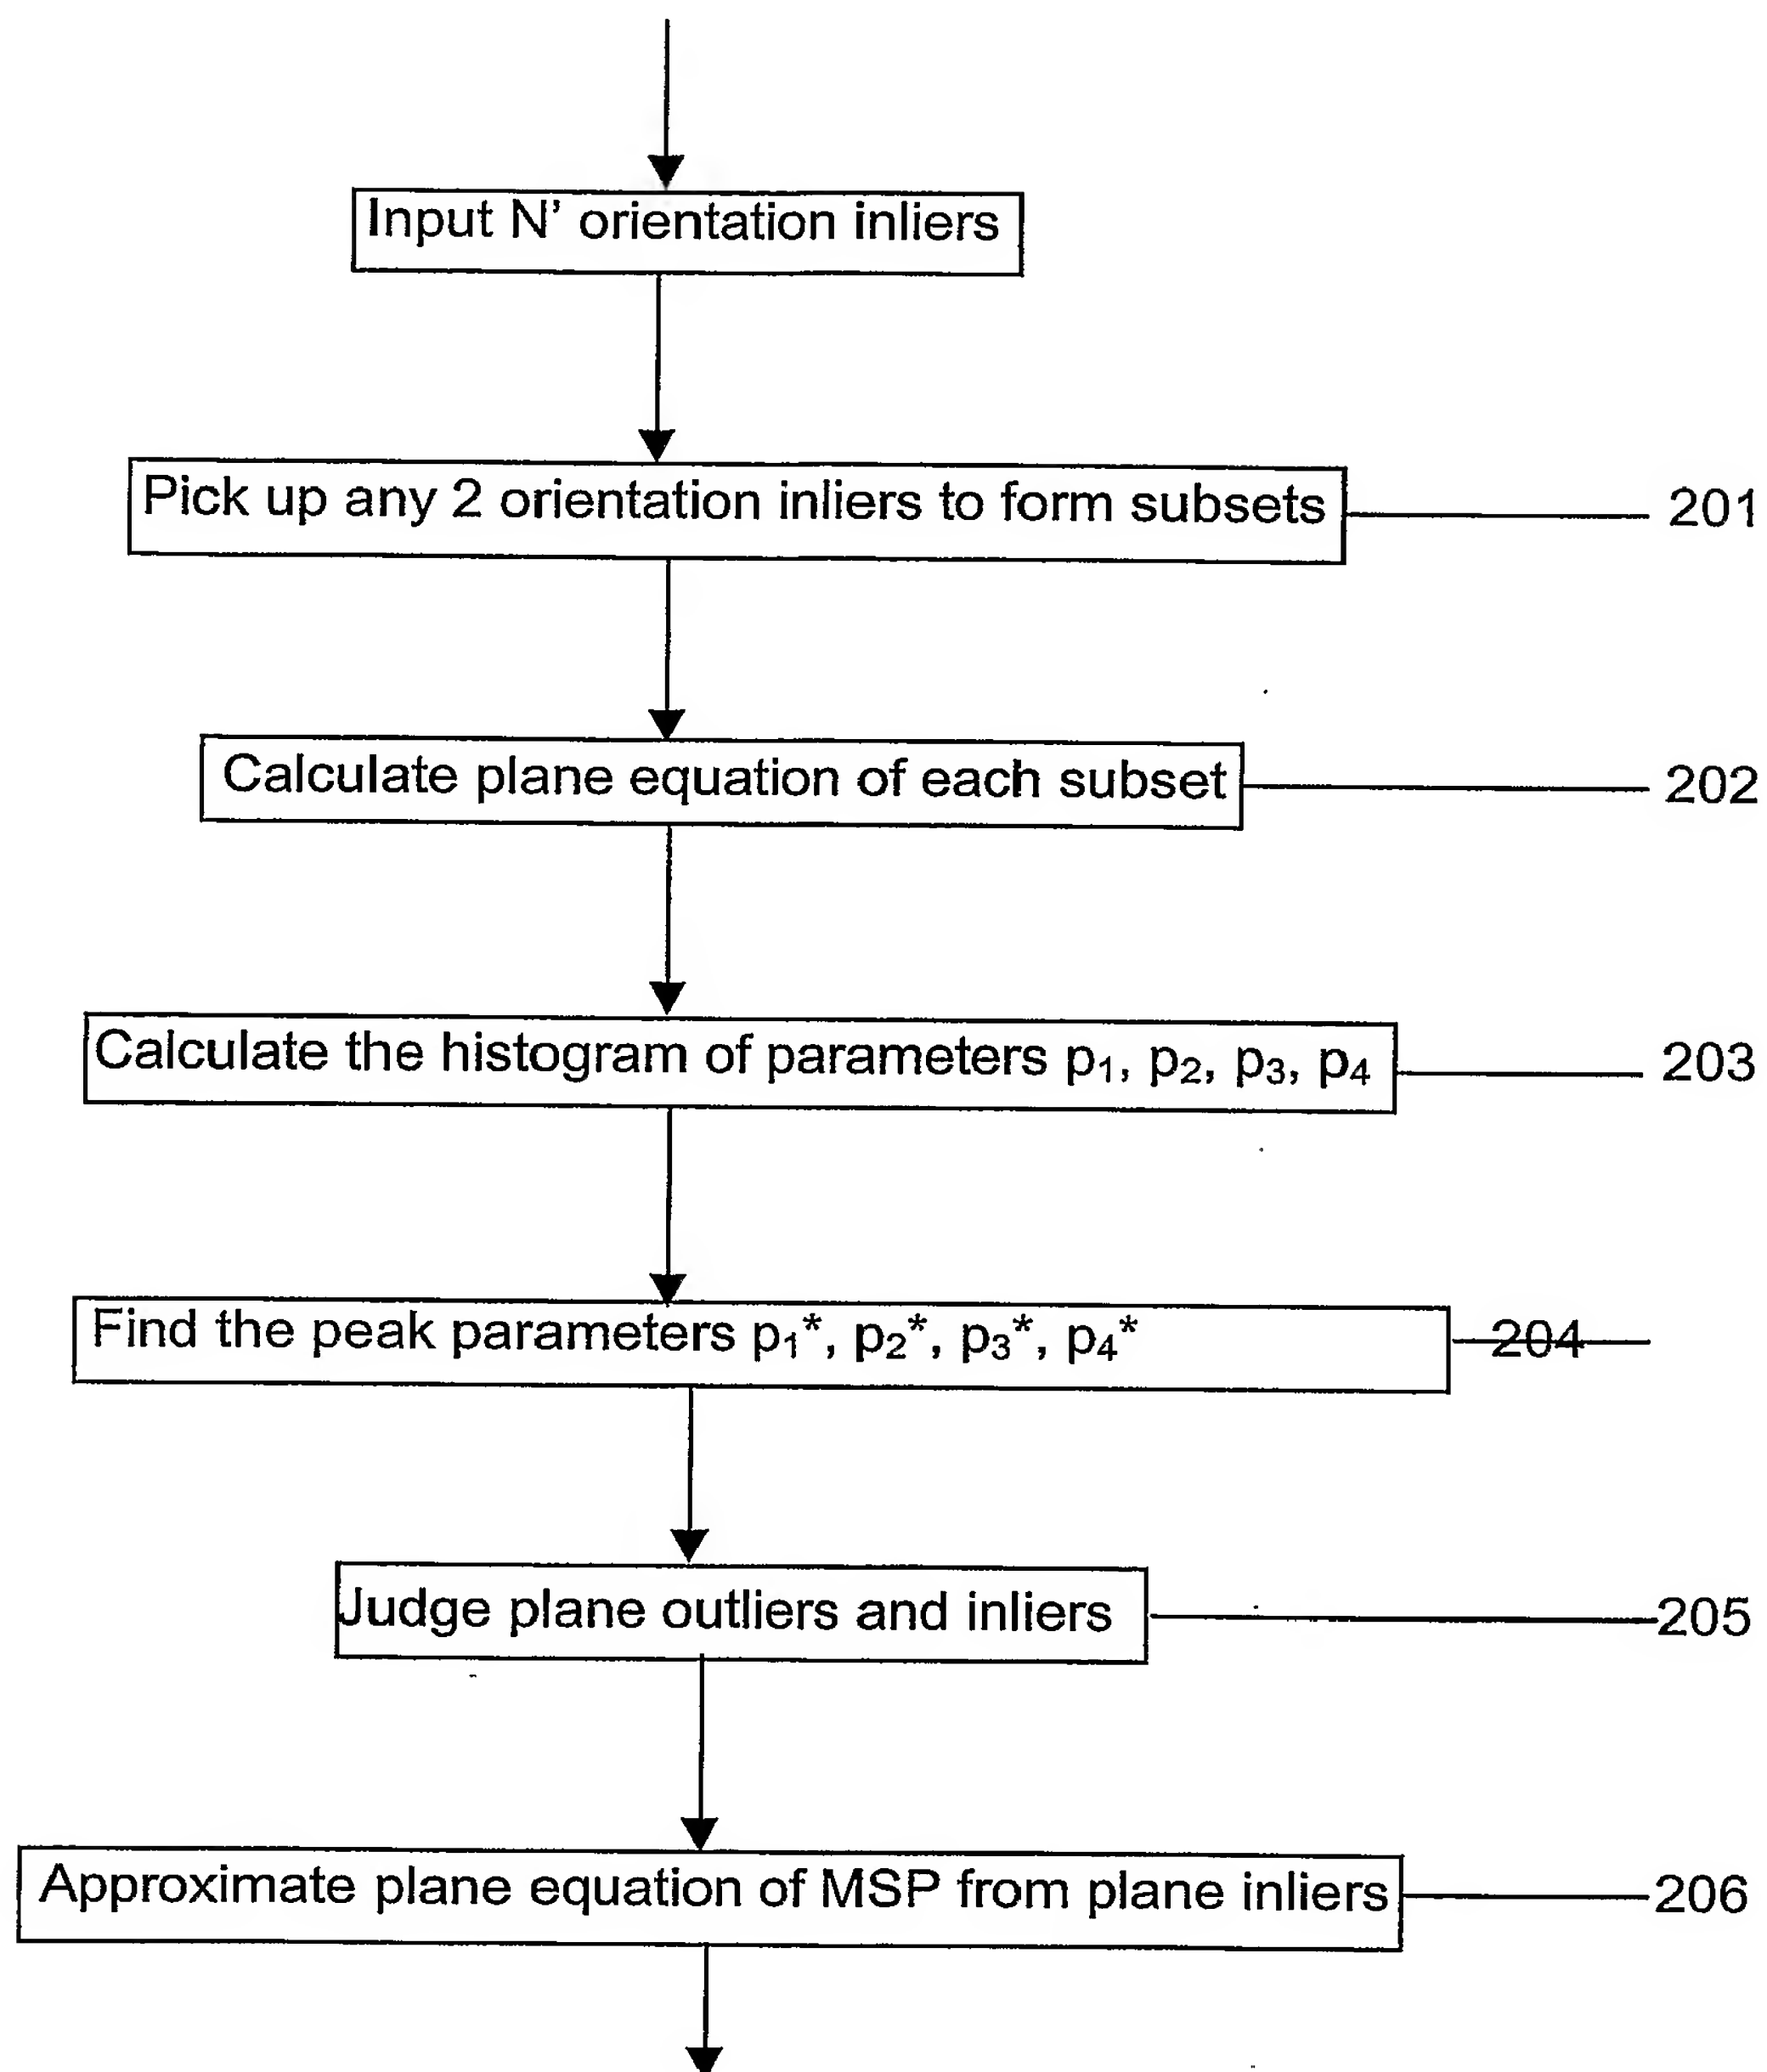 Input N' orientation inliers
Pick up any 2 orientation inliers to form subsets 201
Calculate plane equation of each subset 202
Calculate the histogram of parameters p₁, p₂, p₃, p₄ 203
Find the peak parameters p₁*, p₂*, p₃*, p₄* 204
Judge plane outliers and inliers 205
Approximate plane equation of MSP from plane inliers 206